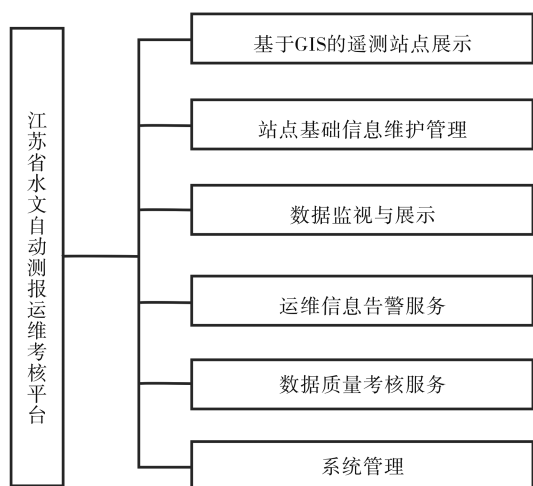 江苏省水文自动测报运维考核平台
基于GIS的遥测站点展示
站点基础信息维护管理
数据监视与展示
运维信息告警服务
数据质量考核服务
系统管理